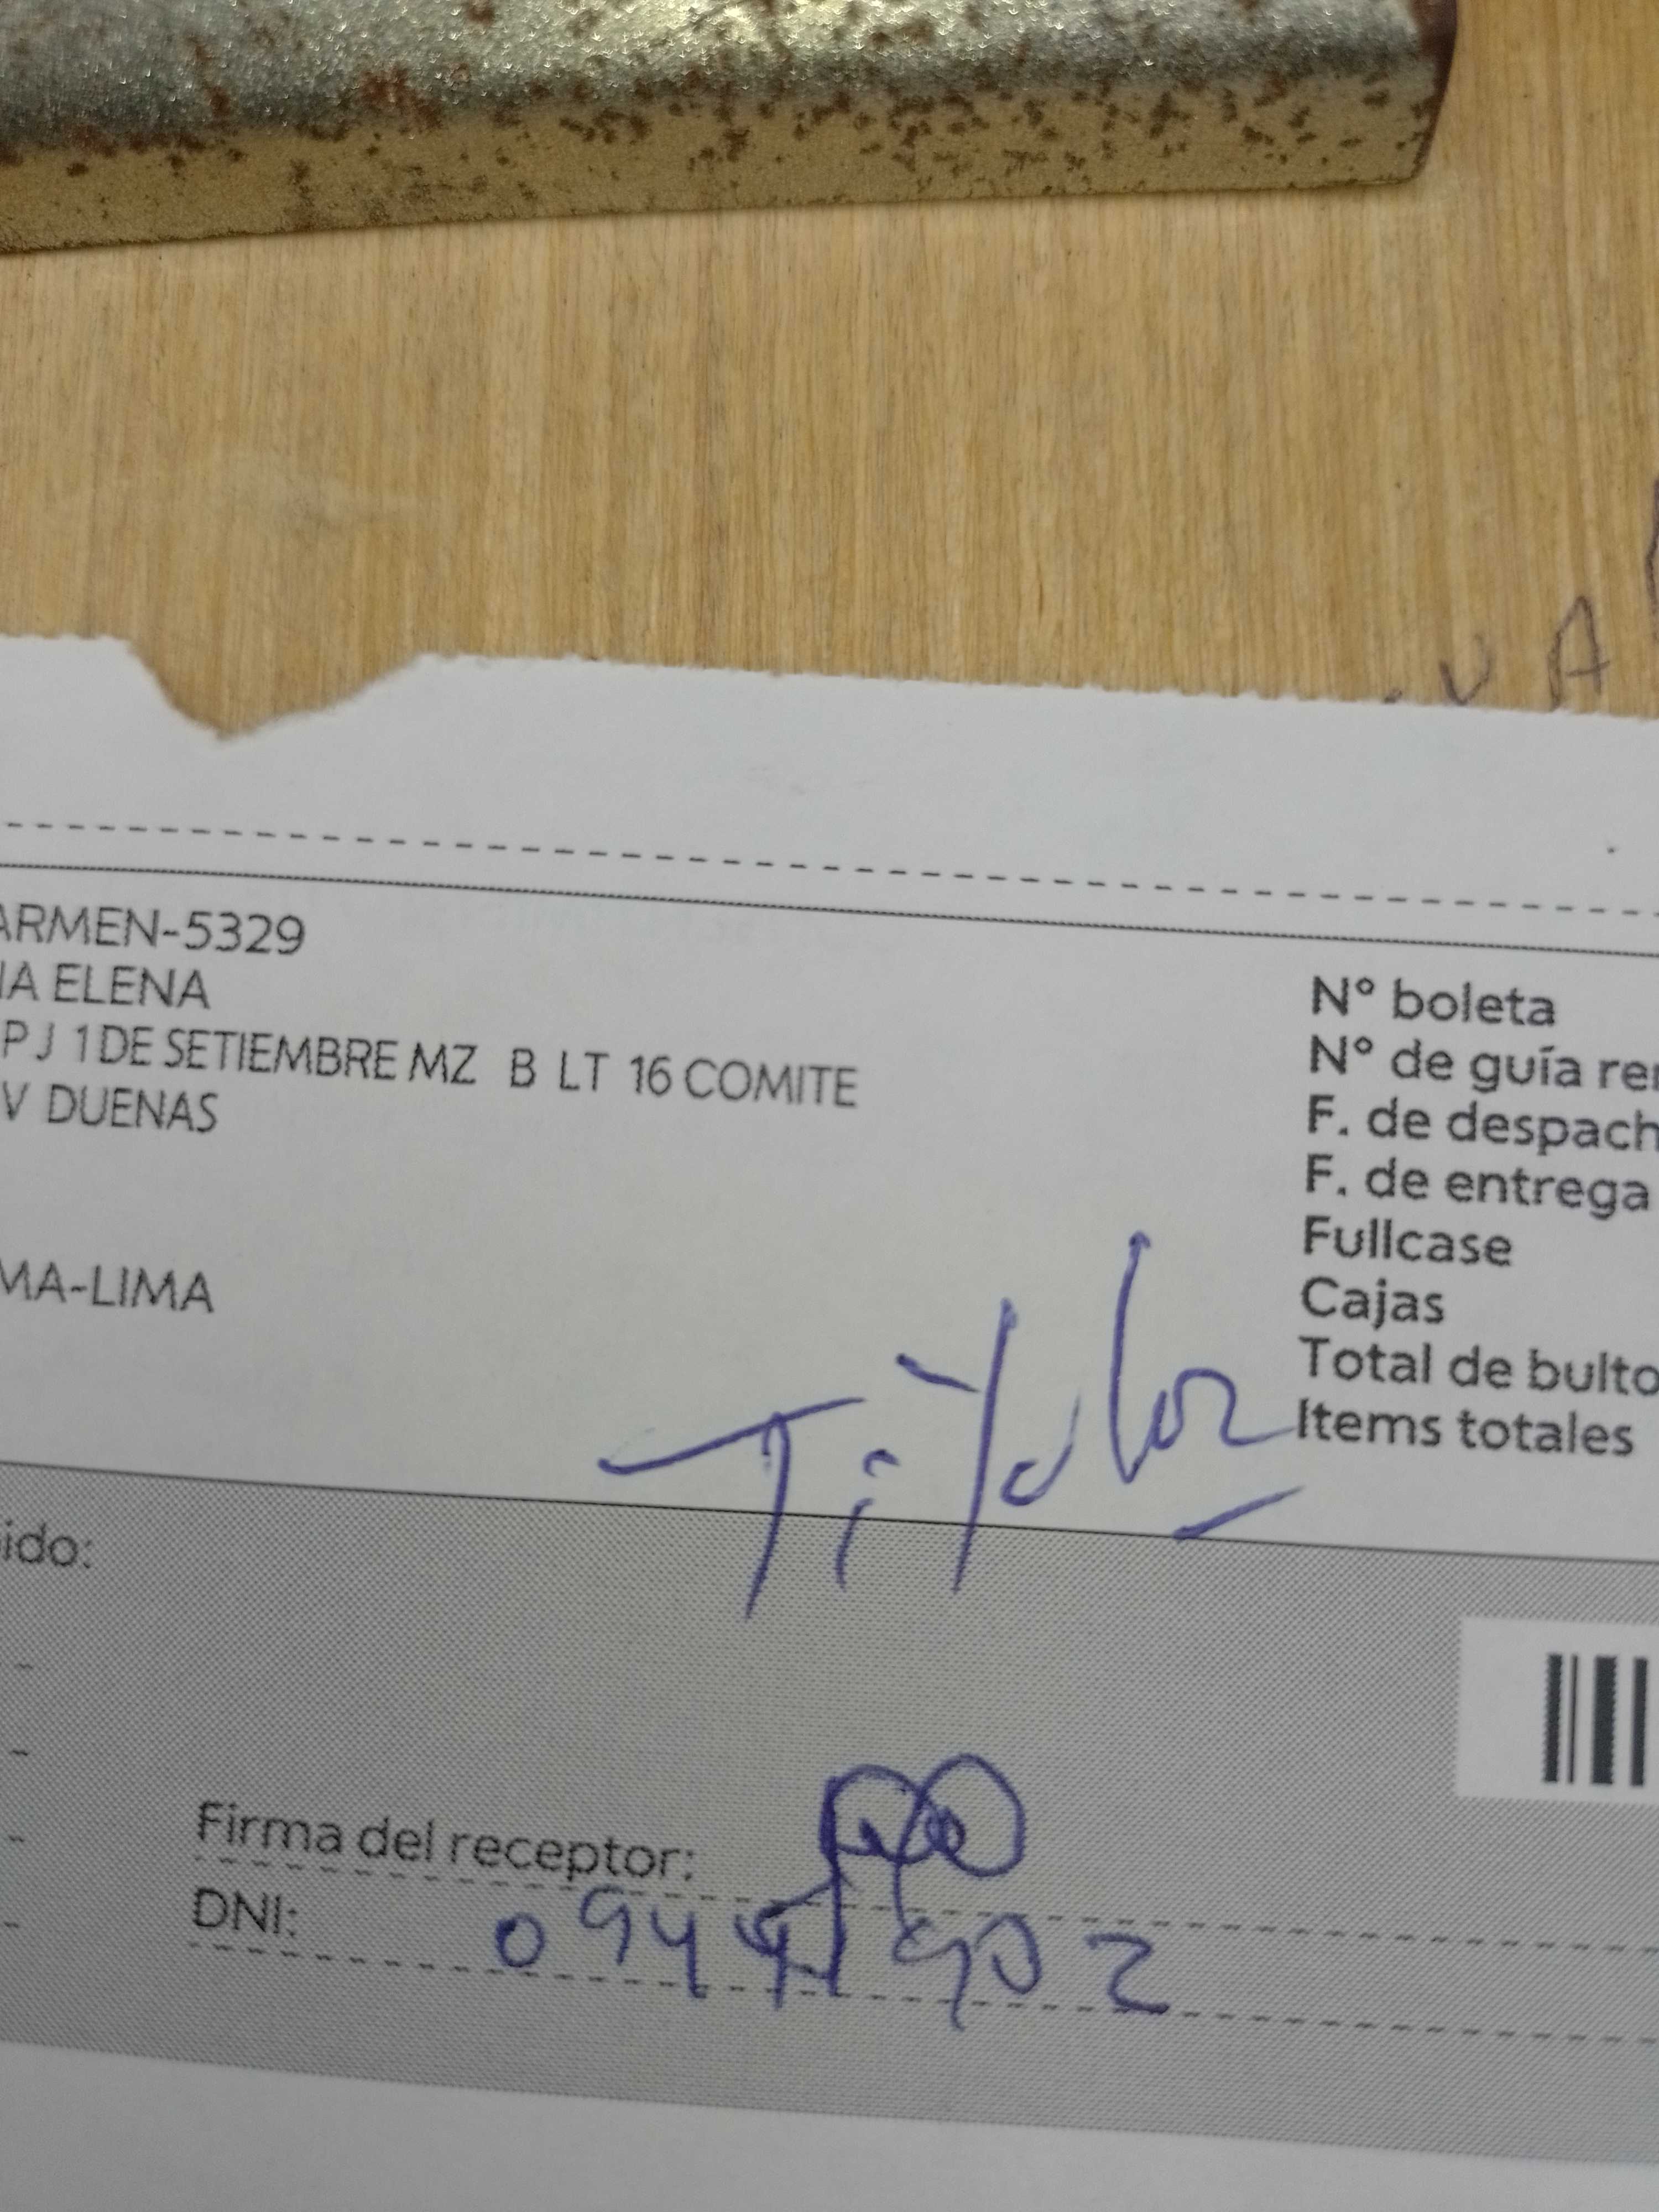 ARMEN-5329
IA ELENA
P J 1 DE SETIEMBRE MZ B LT 16 COMITE
V DUENAS
MA-LIMA
N° boleta
N° de guía re
F. de despach
F. de entrega
Fullcase
Cajas
Total de bulto
Items totales
ido:
Firma del receptor:
DNI:
VA